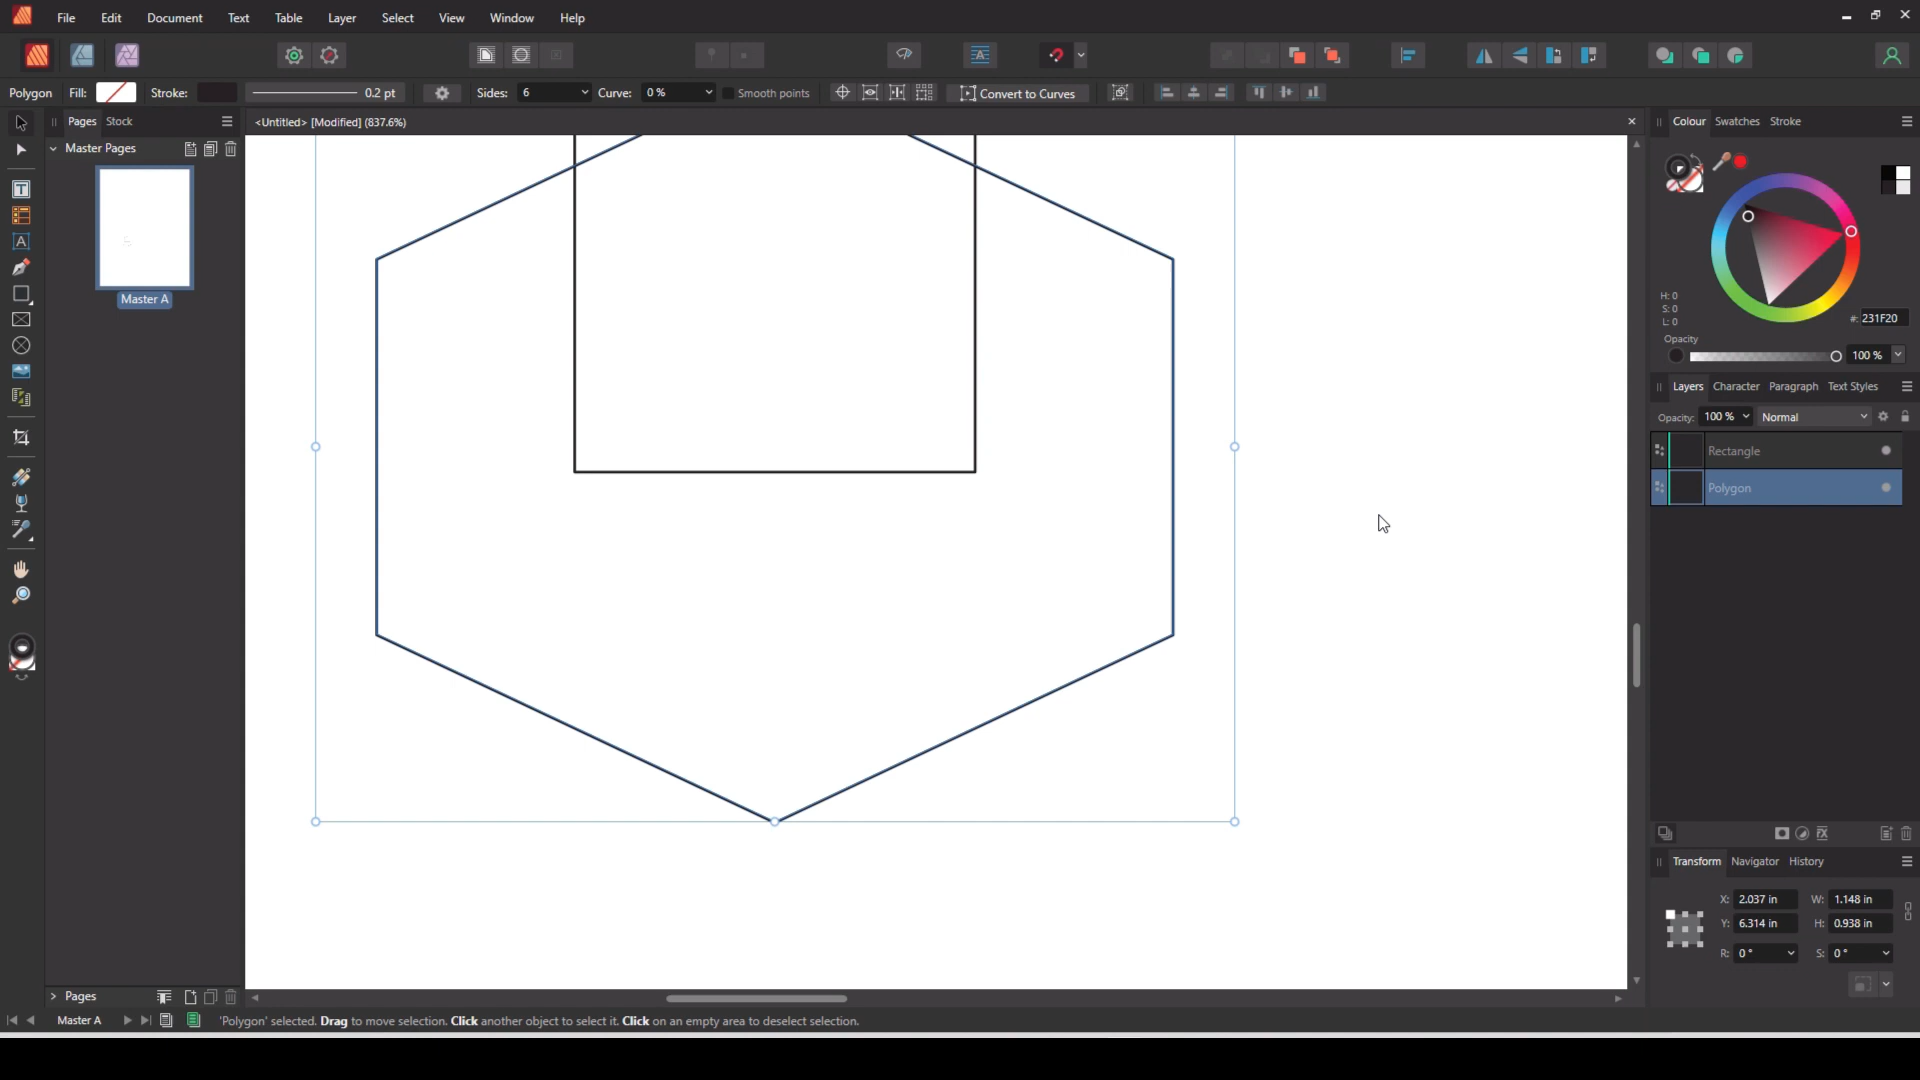 File Edit Document Text Table Layer Select View Window Help
Polygon Fill: Stroke: 0.2 pt Sides: 6 Curve: 0 % Smooth points Convert to Curves
Pages Stock
<Untitled> [Modified] (837.6%)
Colour Swatches Stroke
Master Pages
Master A
H: 0
S: 0
L: 0
#: 231F20
Opacity
100 %
Layers Character Paragraph Text Styles
Opacity: 100 % Normal
Rectangle
Polygon
Transform Navigator History
X: 2.037 in W: 1.148 in
Y: 6.314 in H: 0.938 in
R: 0 ° S: 0 °
Pages
Master A 'Polygon' selected. Drag to move selection. Click another object to select it. Click on an empty area to deselect selection.